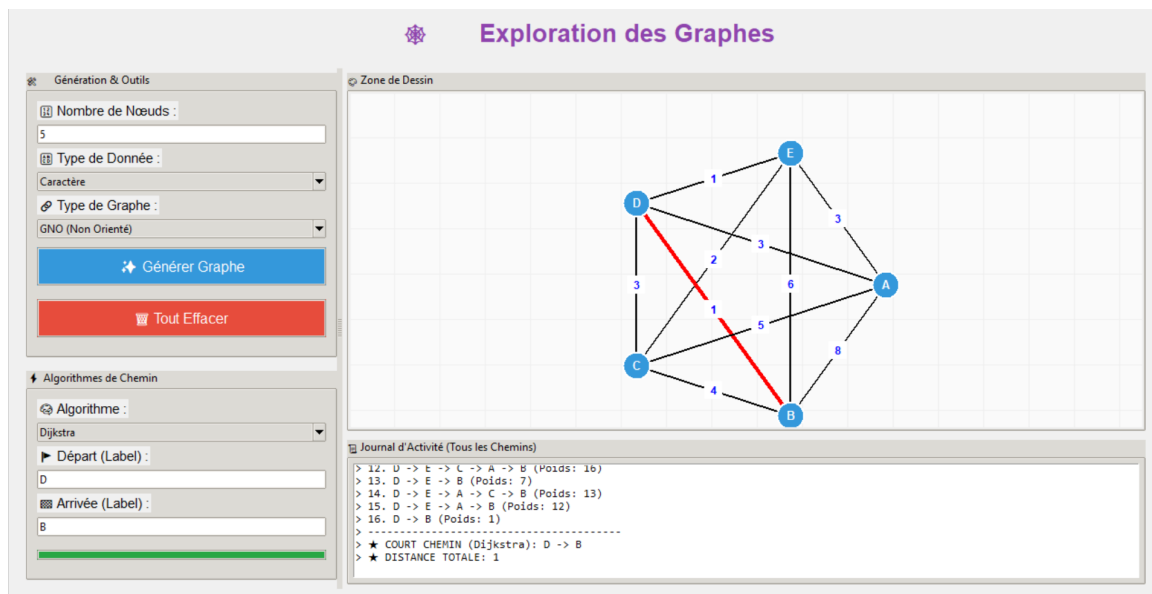 Exploration des Graphes
Génération & Outils
Nombre de Nœuds :
5
Type de Donnée :
Caractère
Type de Graphe :
GNO (Non Orienté)
Générer Graphe
Tout Effacer
Algorithmes de Chemin
Algorithme :
Dijkstra
Départ (Label) :
D
Arrivée (Label) :
B
Zone de Dessin
E
1
D
3
3
2
3
6
A
1
5
8
C
4
B
Journal d'Activité (Tous les Chemins)
> 12. D -> E -> C -> A -> B (Poids: 16)
> 13. D -> E -> B (Poids: 7)
> 14. D -> E -> A -> C -> B (Poids: 13)
> 15. D -> E -> A -> B (Poids: 12)
> 16. D -> B (Poids: 1)
> ----------------------------------------
> ★ COURT CHEMIN (Dijkstra): D -> B
> ★ DISTANCE TOTALE: 1